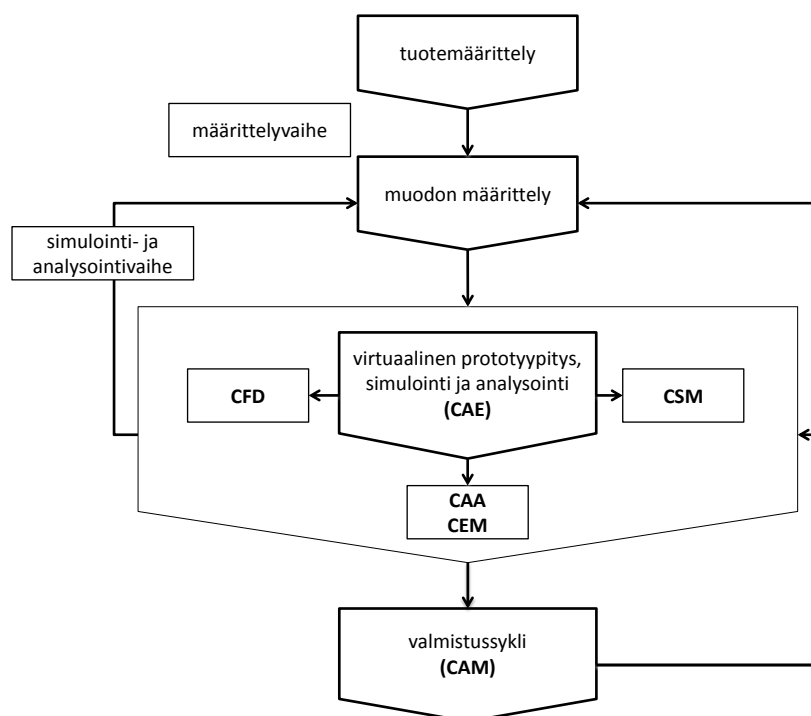 tuotemäärittely
määrittelyvaihe
muodon määrittely
simulointi- ja
analysointivaihe
virtuaalinen prototyypitys,
simulointi ja analysointi
(CAE)
CFD
CSM
CAA
CEM
valmistussykli
(CAM)